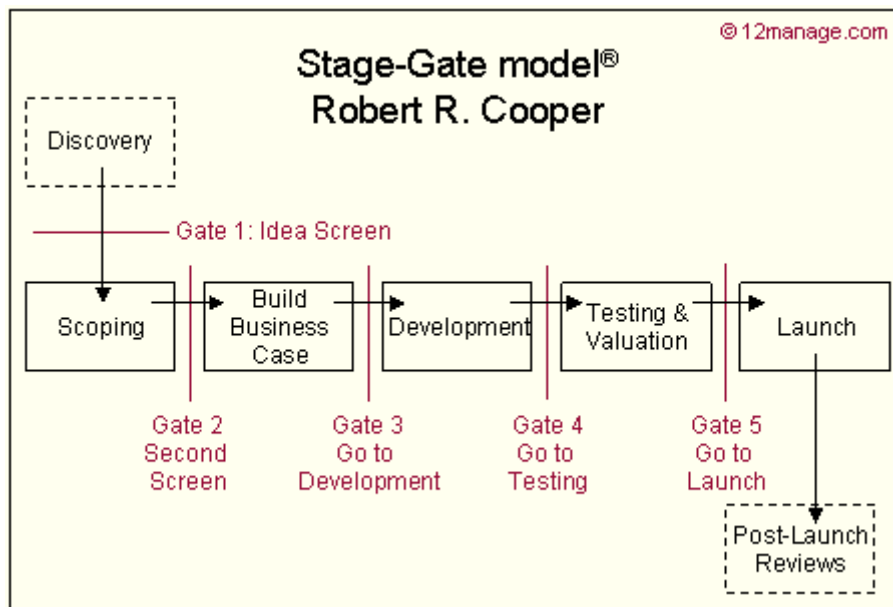 © 12manage.com
Stage-Gate model®
Robert R. Cooper
Discovery
Gate 1: Idea Screen
Scoping
Build
Business
Case
Development
Testing &
Valuation
Launch
Gate 2
Second
Screen
Gate 3
Go to
Development
Gate 4
Go to
Testing
Gate 5
Go to
Launch
Post-Launch
Reviews